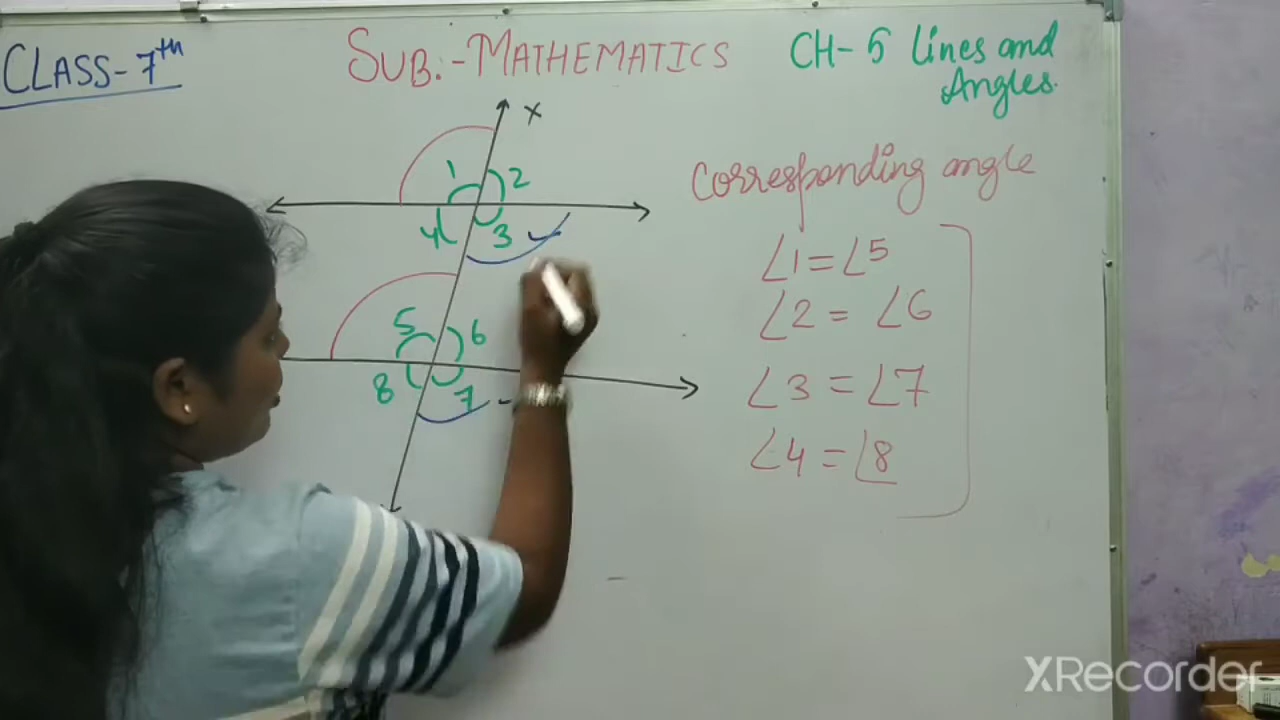 CLASS-7th
SUB.-MATHEMATICS
CH-5 Lines and
Angles.
X
1
2
4
3
5
6
8
7
Corresponding angle
∠1=∠5
∠2=∠6
∠3=∠7
∠4=∠8
XRecorder